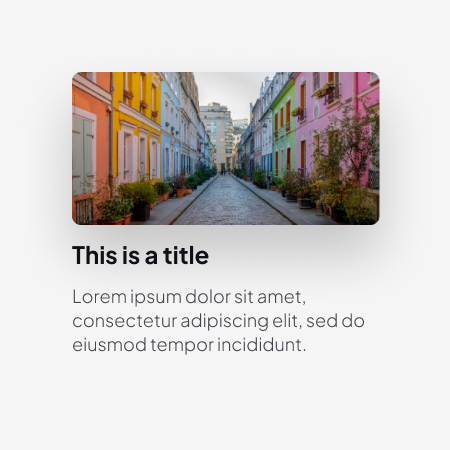 This is a title
Lorem ipsum dolor sit amet,
consectetur adipiscing elit, sed do
eiusmod tempor incididunt.